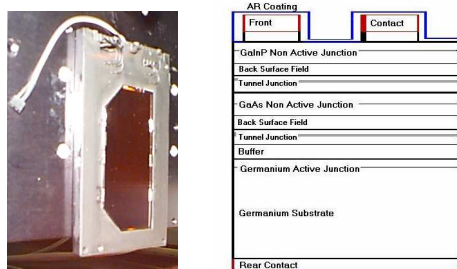 AR Coating
Front
Contact
GaInP Non Active Junction
Back Surface Field
Tunnel Junction
GaAs Non Active Junction
Back Surface Field
Tunnel Junction
Buffer
Germanium Active Junction
Germanium Substrate
Rear Contact